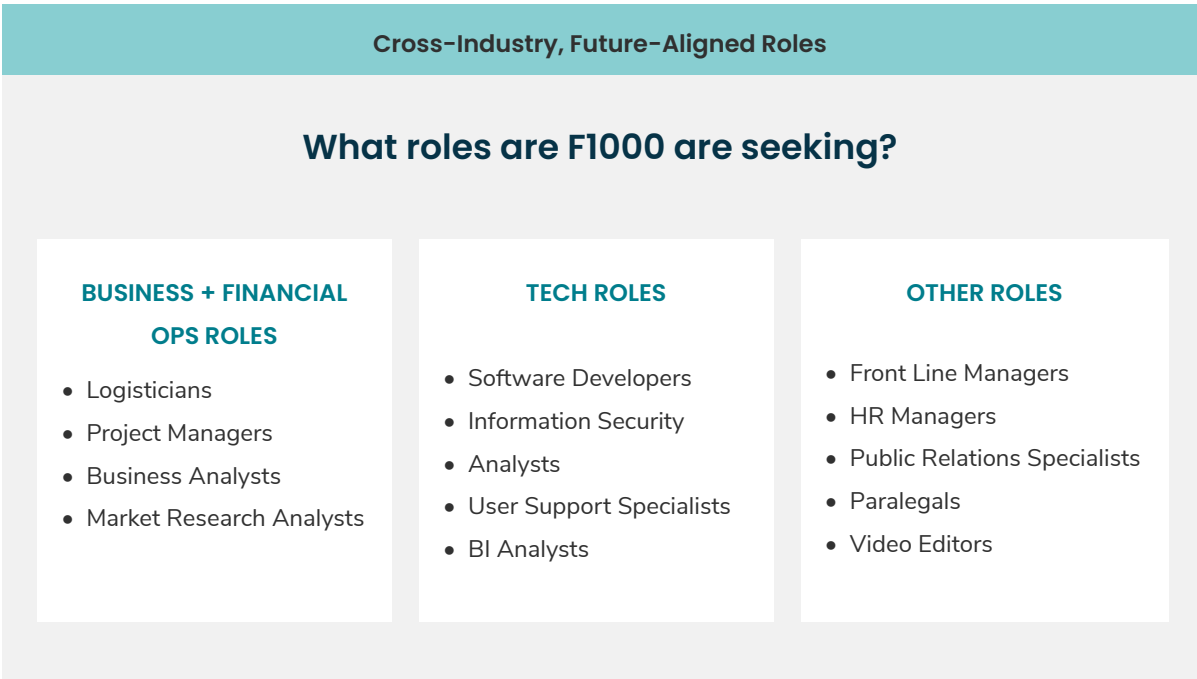 Cross-Industry, Future-Aligned Roles
What roles are F1000 are seeking?
BUSINESS + FINANCIAL
OPS ROLES
• Logisticians
• Project Managers
• Business Analysts
• Market Research Analysts
TECH ROLES
• Software Developers
• Information Security
• Analysts
• User Support Specialists
• BI Analysts
OTHER ROLES
• Front Line Managers
• HR Managers
• Public Relations Specialists
• Paralegals
• Video Editors